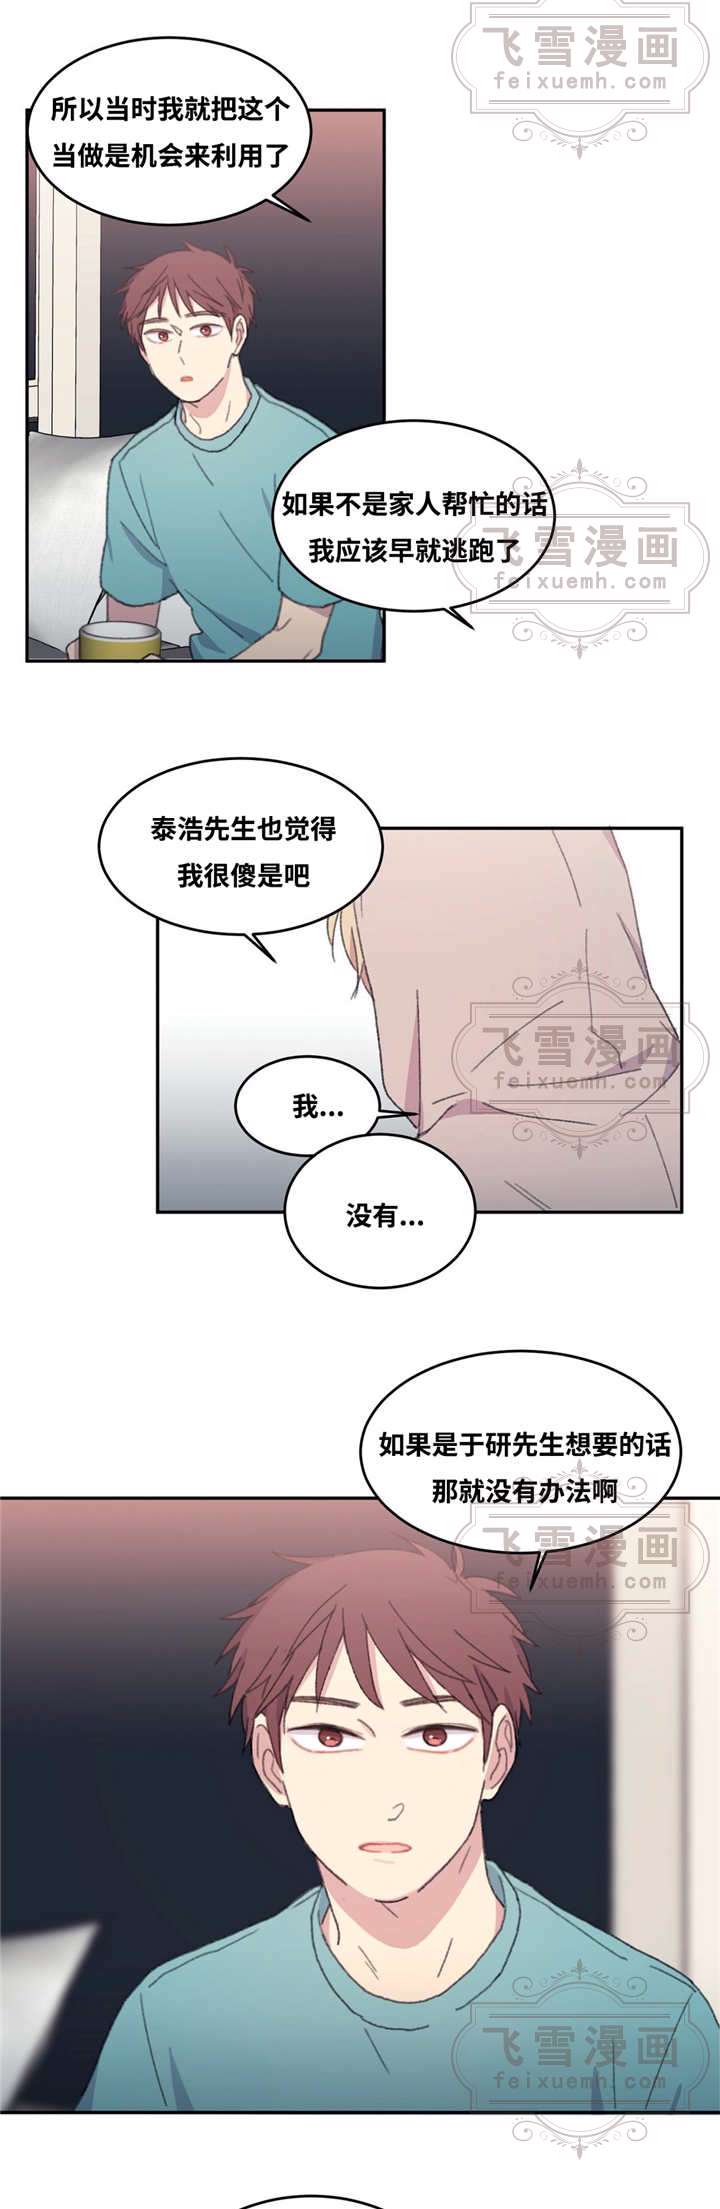 飞雪漫画
feixuemh.com
所以当时我就把这个
当做是机会来利用了
如果不是家人帮忙的话
我应该早就逃跑了
飞雪漫画
feixuemh.com
泰浩先生也觉得
我很傻是吧
飞雪漫画
feixuemh.com
我...
没有...
如果是于研先生想要的话
那就没有办法啊
飞雪漫画
feixuemh.com
飞雪漫画
feixuemh.com